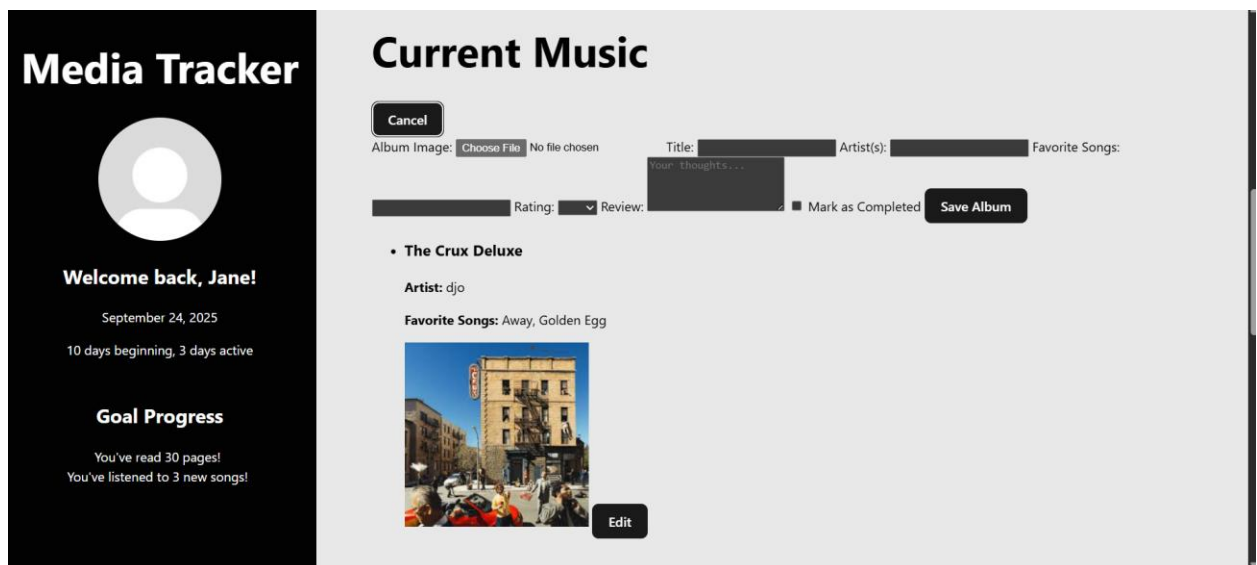 Media Tracker
Welcome back, Jane!
September 24, 2025
10 days beginning, 3 days active
Goal Progress
You've read 30 pages!
You've listened to 3 new songs!
Current Music
Cancel
Album Image: Choose File No file chosen Title: Artist(s): Favorite Songs:
Your thoughts...
Rating: Review: Mark as Completed Save Album
The Crux Deluxe
Artist: djo
Favorite Songs: Away, Golden Egg
Edit